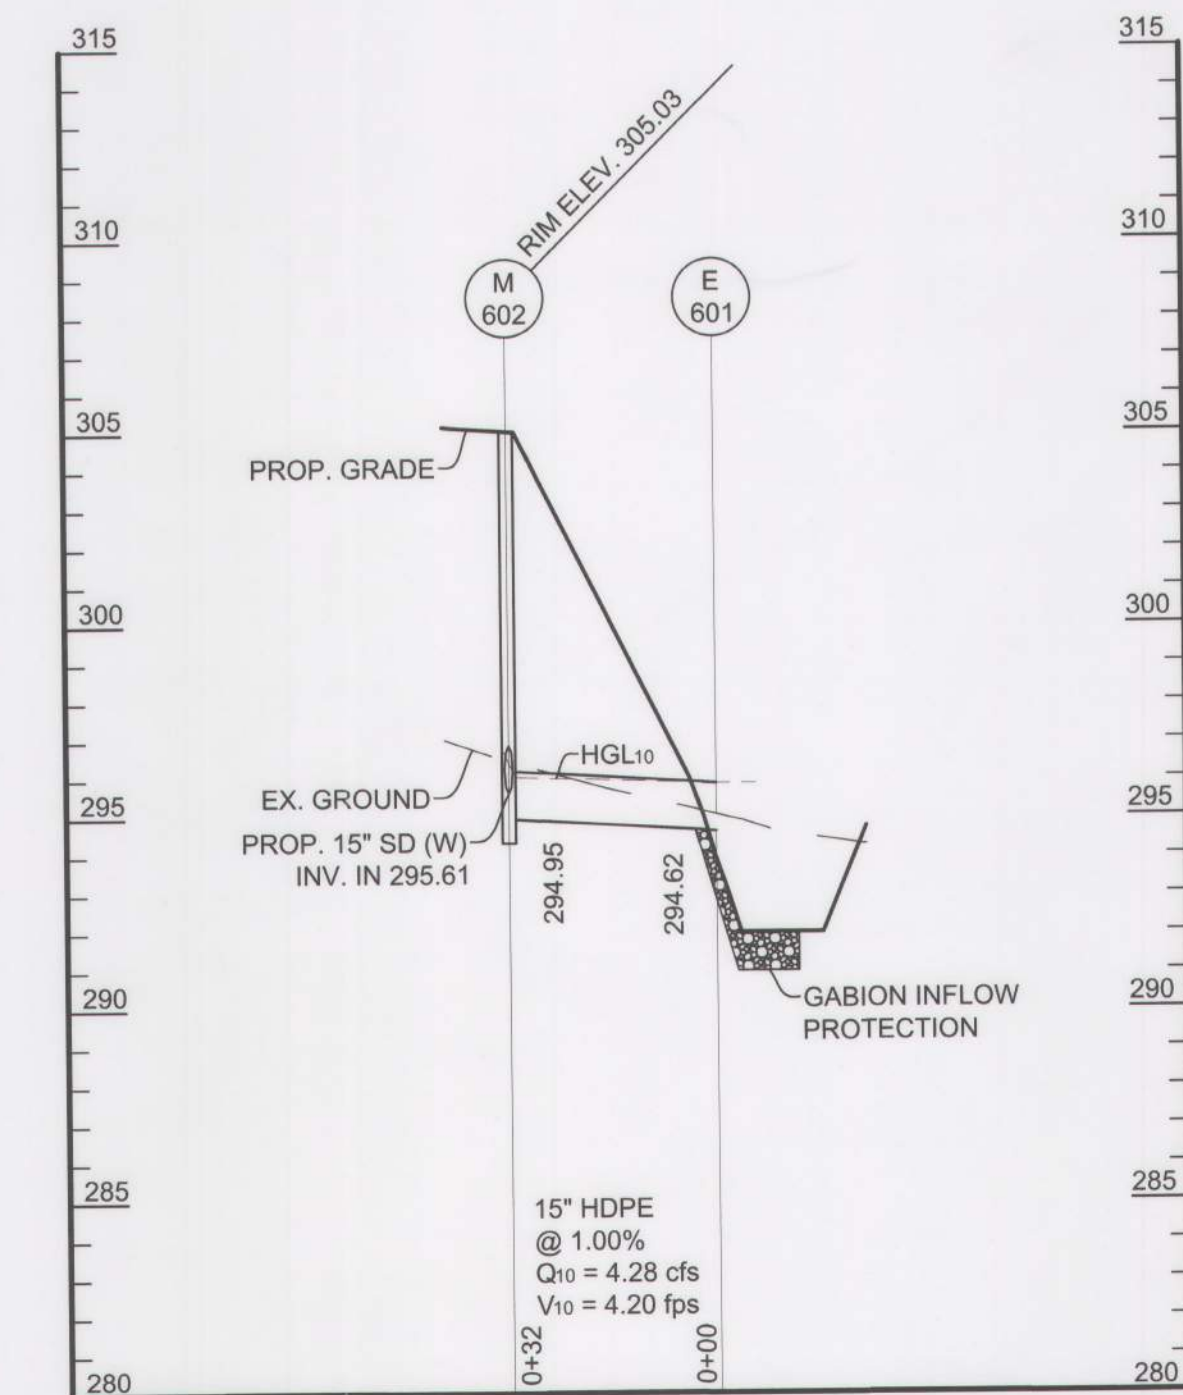 315
315
RIM ELEV. 305.03
310
310
M
602
E
601
305
305
PROP. GRADE
300
300
HGL10
EX. GROUND
295
295
PROP. 15" SD (W)
INV. IN 295.61
294.95
294.62
290
290
GABION INFLOW
PROTECTION
285
285
15" HDPE
@ 1.00%
Q10 = 4.28 cfs
V10 = 4.20 fps
0+32
0+00
280
280